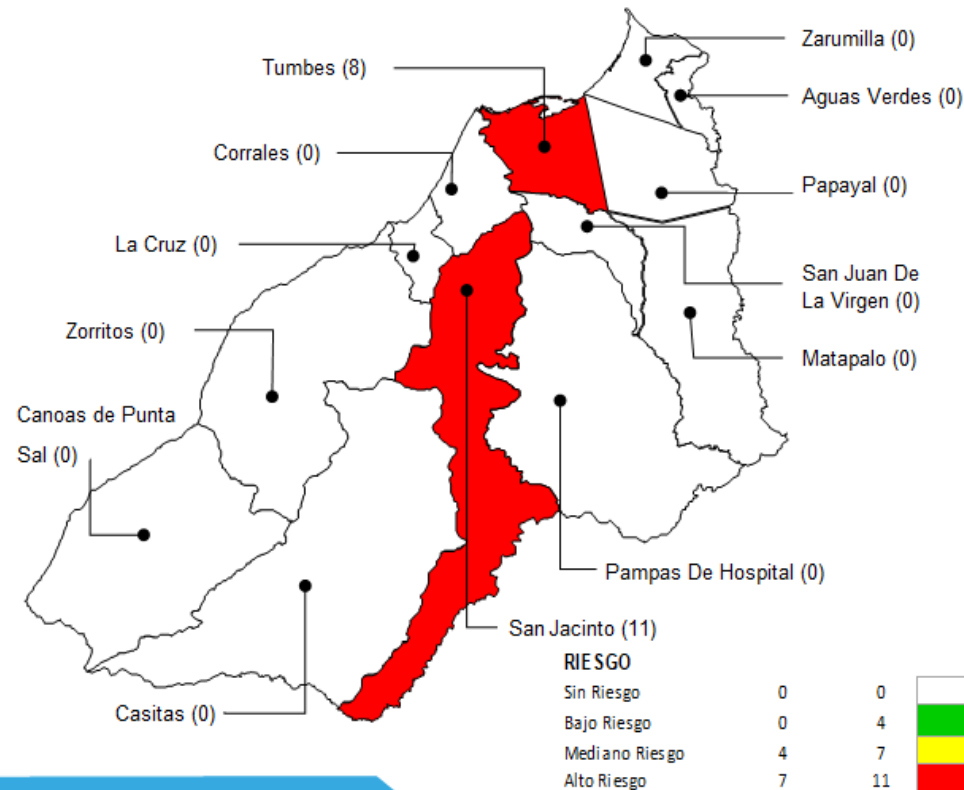 Zarumilla (0)
Tumbes (8)
Aguas Verdes (0)
Corrales (0)
Papayal (0)
La Cruz (0)
San Juan De
La Virgen (0)
Zorritos (0)
Matapalo (0)
Canoas de Punta
Sal (0)
Pampas De Hospital (0)
San Jacinto (11)
Casitas (0)
RIESGO
Sin Riesgo 0 0
Bajo Riesgo 0 4
Mediano Riesgo 4 7
Alto Riesgo 7 11